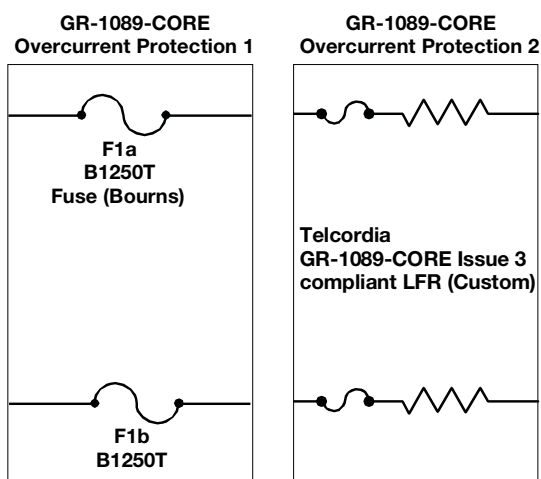 GR-1089-CORE
Overcurrent Protection 1
F1a
B1250T
Fuse (Bourns)
F1b
B1250T
GR-1089-CORE
Overcurrent Protection 2
Telcordia
GR-1089-CORE Issue 3
compliant LFR (Custom)